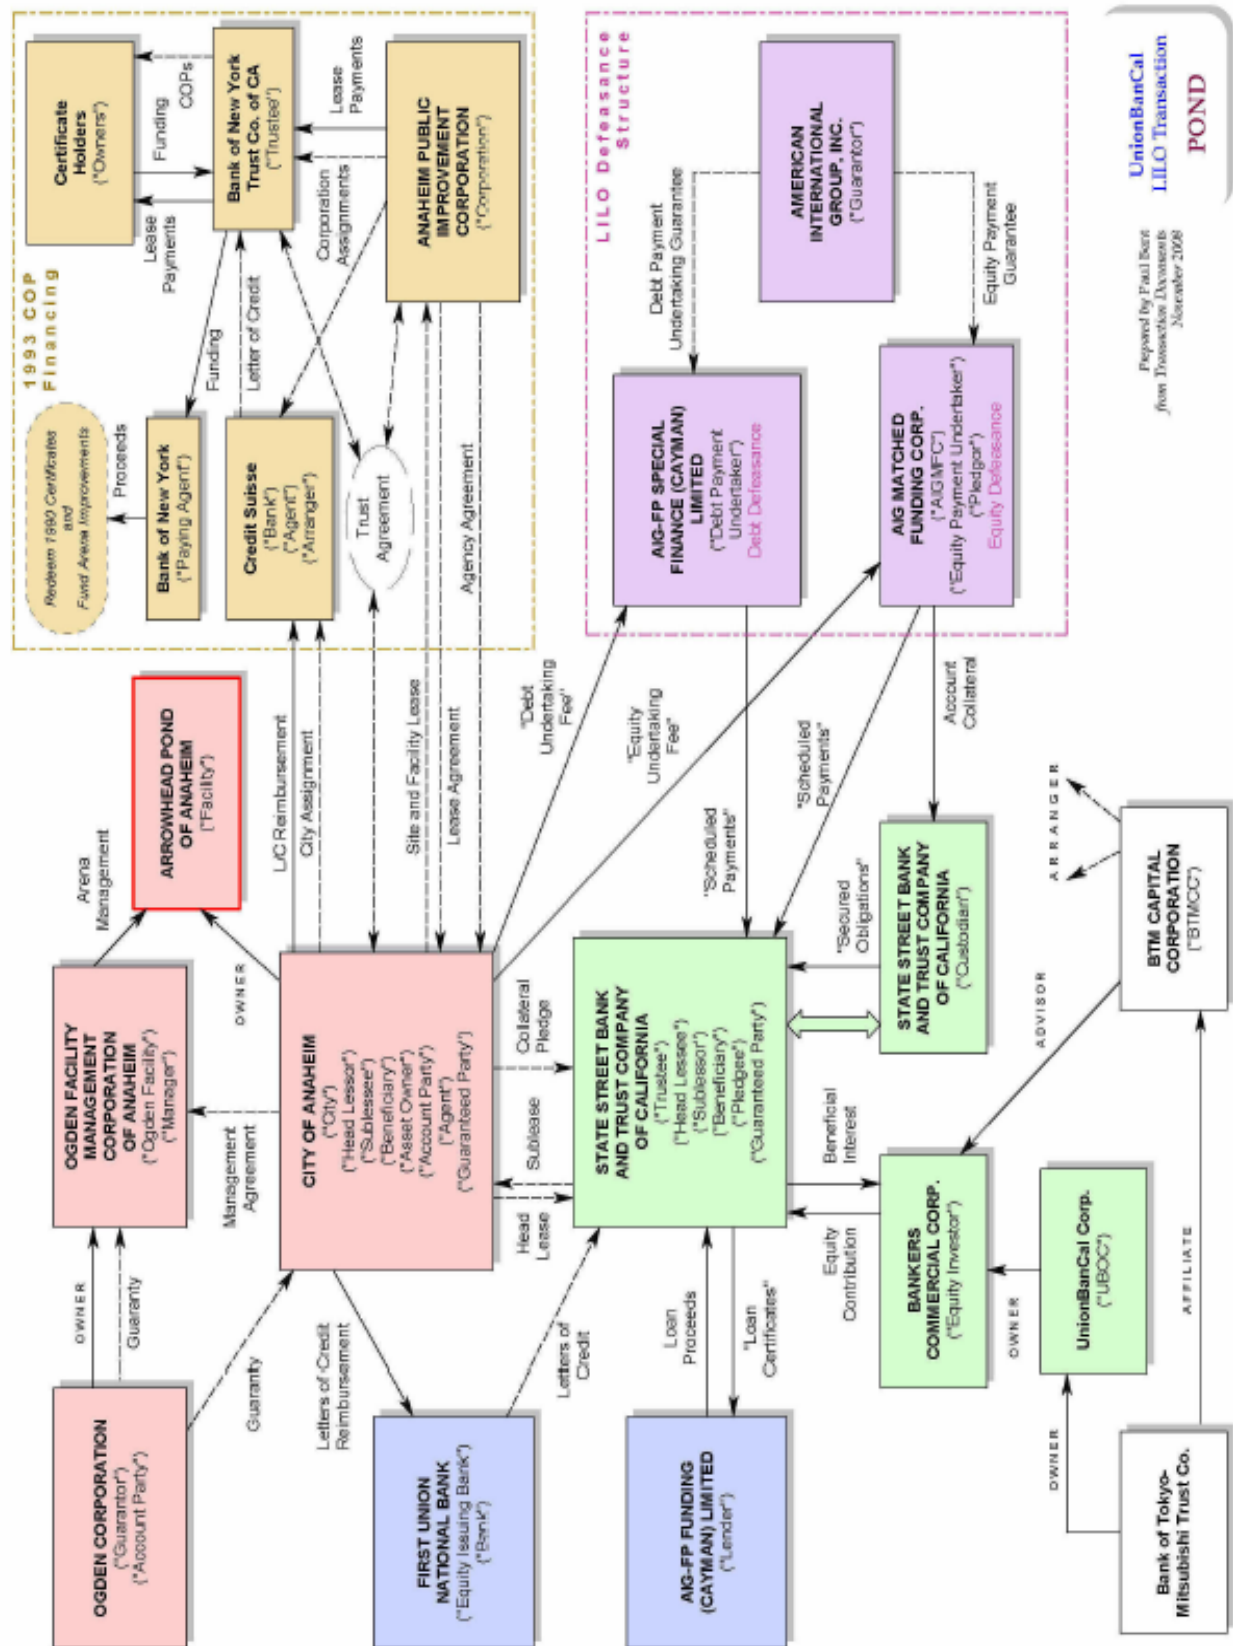 OGDEN CORPORATION
("Guarantor")
("Account Party")
OWNER
Guaranty
Guaranty
OGDEN FACILITY
MANAGEMENT
CORPORATION
OF ANAHEIM
("Ogden Facility")
("Manager")
Arena
Management
ARROWHEAD POND
OF ANAHEIM
("Facility")
OWNER
Management
Agreement
1993 COP
Financing
Redeem 1990 Certificates
and
Fund Arena Improvements
Proceeds
Bank of New York
("Paying Agent")
Funding
Certificate
Holders
("Owners")
Lease
Payments
Funding
COPs
Bank of New York
Trust Co. of CA
("Trustee")
Letter of Credit
Credit Suisse
("Bank")
("Agent")
("Arranger")
Corporation
Assignments
Lease
Payments
Trust
Agreement
ANAHEIM PUBLIC
IMPROVEMENT
CORPORATION
("Corporation")
Agency Agreement
L/C Reimbursement
City Assignment
Site and Facility Lease
Lease Agreement
CITY OF ANAHEIM
("City")
("Head Lessor")
("Sublessee")
("Beneficiary")
("Asset Owner")
("Account Party")
("Agent")
("Guaranteed Party")
Letters of Credit
Reimbursement
FIRST UNION
NATIONAL BANK
("Equity Issuing Bank")
("Bank")
Letters of
Credit
Head
Lease
Sublease
Collateral
Pledge
"Debt
Undertaking
Fee"
"Equity
Undertaking
Fee"
LILO Defeasance
Structure
AIG-FP SPECIAL
FINANCE (CAYMAN)
LIMITED
("Debt Payment
Undertaker")
Debt Defeasance
Debt Payment
Undertaking Guarantee
AMERICAN
INTERNATIONAL
GROUP, INC.
("Guarantor")
Equity Payment
Guarantee
AIG MATCHED
FUNDING CORP.
("AIGMFC")
("Equity Payment Undertaker")
("Pledgor")
Equity Defeasance
"Scheduled
Payments"
"Scheduled
Payments"
Account
Collateral
STATE STREET BANK
AND TRUST COMPANY
OF CALIFORNIA
("Trustee")
("Head Lessee")
("Sublessor")
("Beneficiary")
("Pledgee")
("Guaranteed Party")
"Secured
Obligations"
STATE STREET BANK
AND TRUST COMPANY
OF CALIFORNIA
("Custodian")
AIG-FP FUNDING
(CAYMAN) LIMITED
("Lender")
Loan
Proceeds
"Loan
Certificates"
Equity
Contribution
Beneficial
Interest
BANKERS
COMMERCIAL CORP.
("Equity Investor")
ADVISOR
ARRANGER
OWNER
UnionBanCal Corp.
("UBOC")
BTM CAPITAL
CORPORATION
("BTMCC")
OWNER
AFFILIATE
Bank of Tokyo-
Mitsubishi Trust Co.
Prepared by Paul Bent
from Transaction Documents
November 2008
UnionBanCal
LILO Transaction
POND